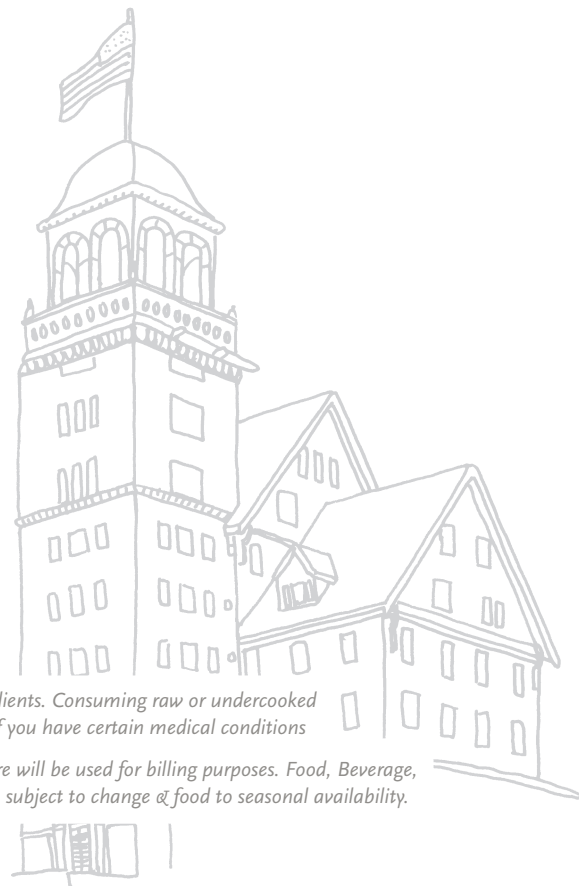 lients. Consuming raw or undercooked
f you have certain medical conditions
re will be used for billing purposes. Food, Beverage,
subject to change & food to seasonal availability.